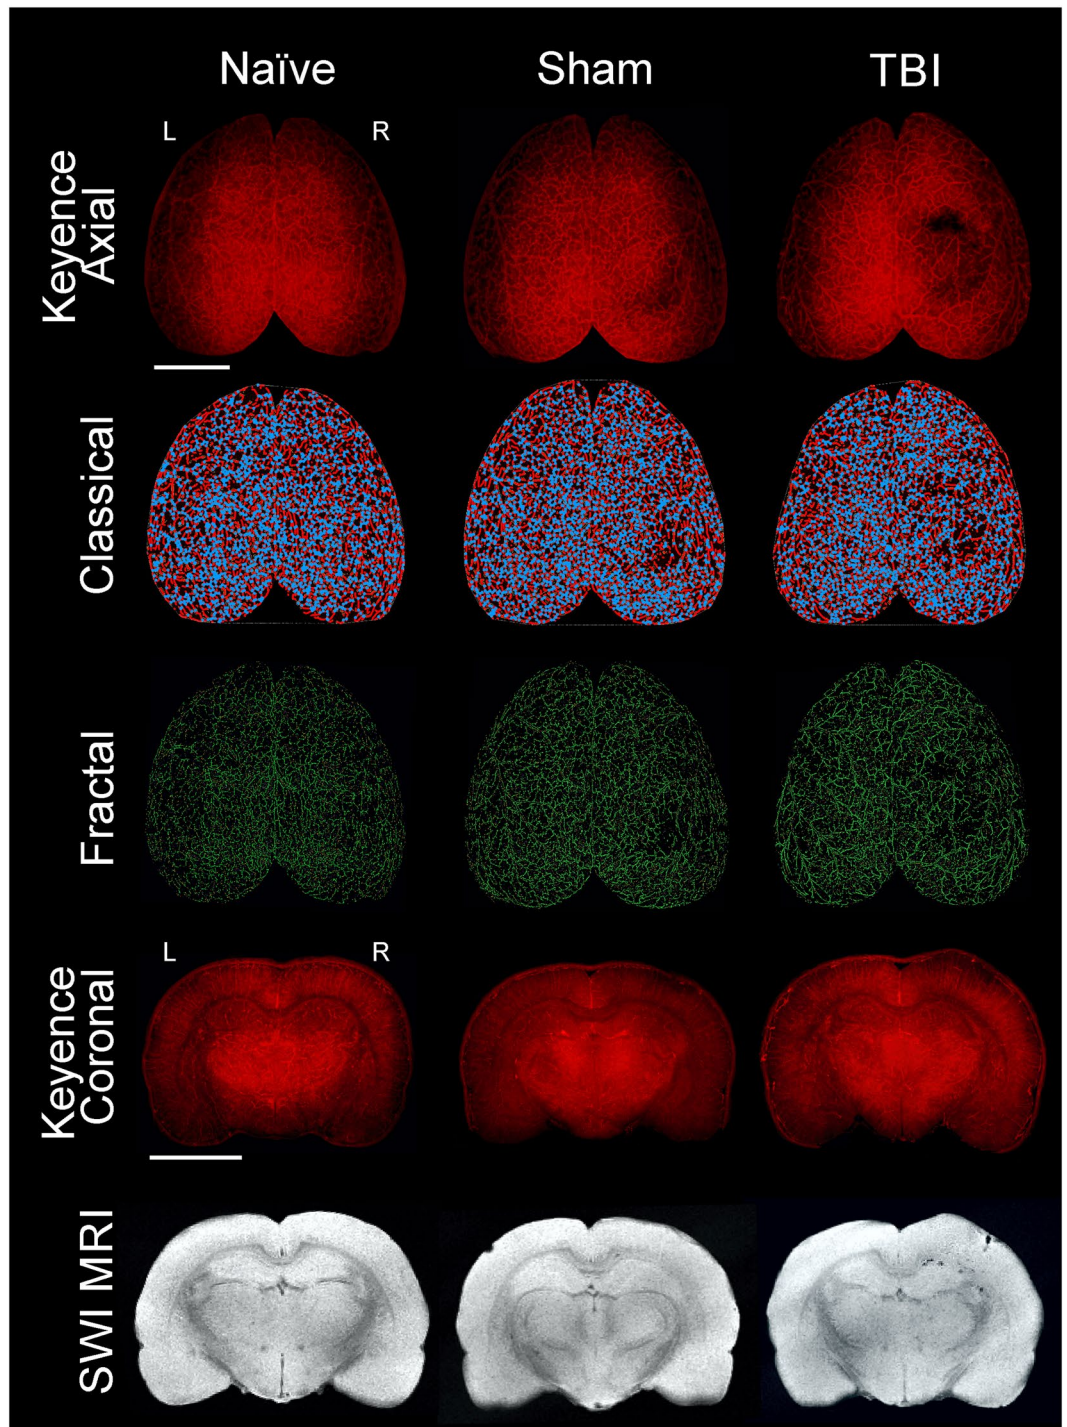 Naïve
Sham
TBI
L
R
Keyence
Axial
Classical
Fractal
L
R
Keyence
Coronal
SWI MRI